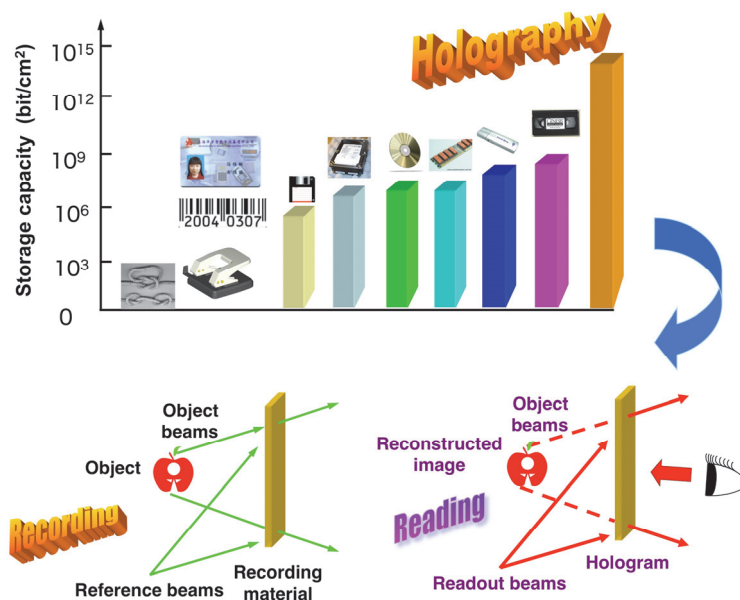 Holography
Storage capacity (bit/cm²)
10¹⁵
10¹²
10⁹
10⁶
10³
0
2004 0307
Recording
Object
beams
Object
Reference beams
Recording
material
Reading
Object
beams
Reconstructed
image
Readout beams
Hologram